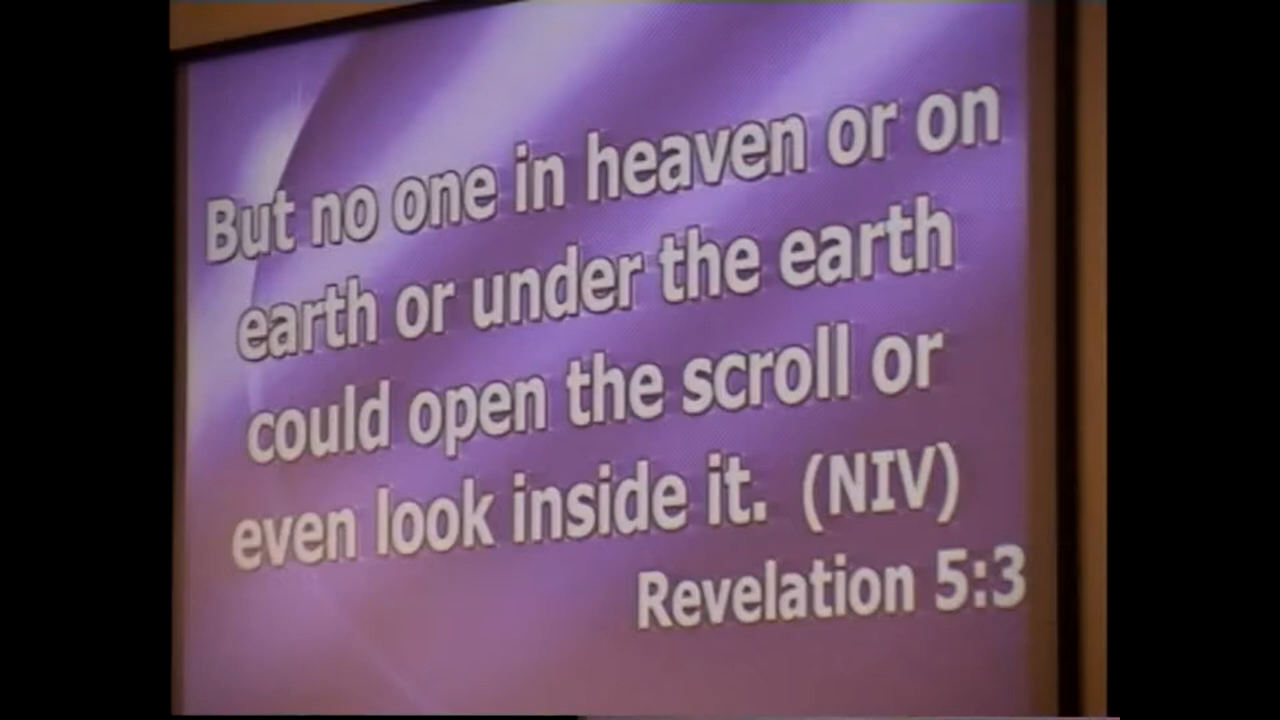 But no one in heaven or on
earth or under the earth
could open the scroll or
even look inside it. (NIV)
Revelation 5:3